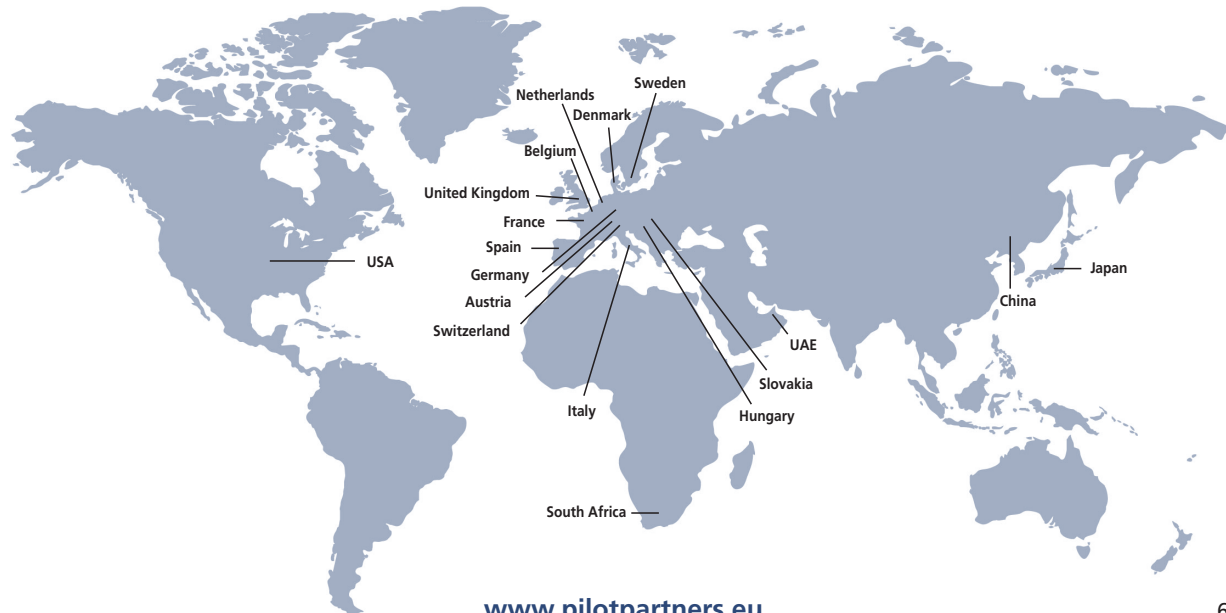 Sweden
Netherlands
Denmark
Belgium
United Kingdom
France
Spain
USA
Germany
Japan
Austria
China
Switzerland
UAE
Slovakia
Italy
Hungary
South Africa
www.pilotpartners.eu
6